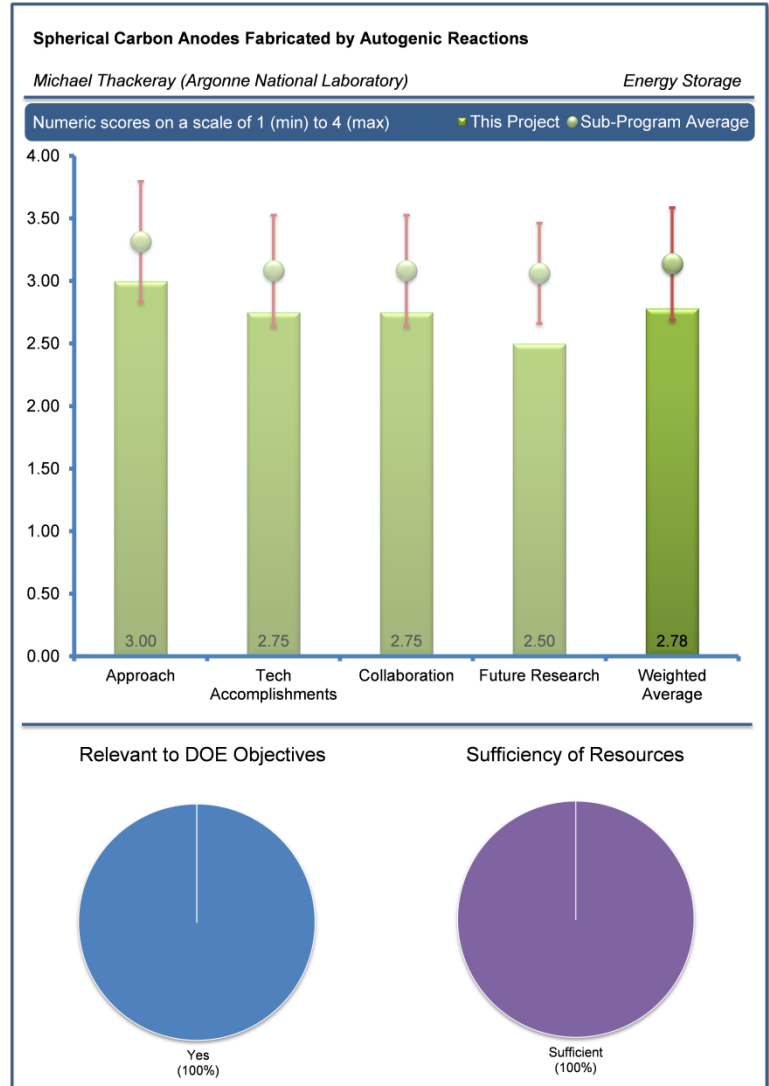 Spherical Carbon Anodes Fabricated by Autogenic Reactions
Michael Thackeray (Argonne National Laboratory) Energy Storage
Numeric scores on a scale of 1 (min) to 4 (max) This Project Sub-Program Average
4.00
3.50
3.00
2.50
2.00
1.50
1.00
0.50
0.00
3.00 2.75 2.75 2.50 2.78
Approach Tech Collaboration Future Research Weighted
Accomplishments Average
Relevant to DOE Objectives Sufficiency of Resources
Yes Sufficient
(100%) (100%)